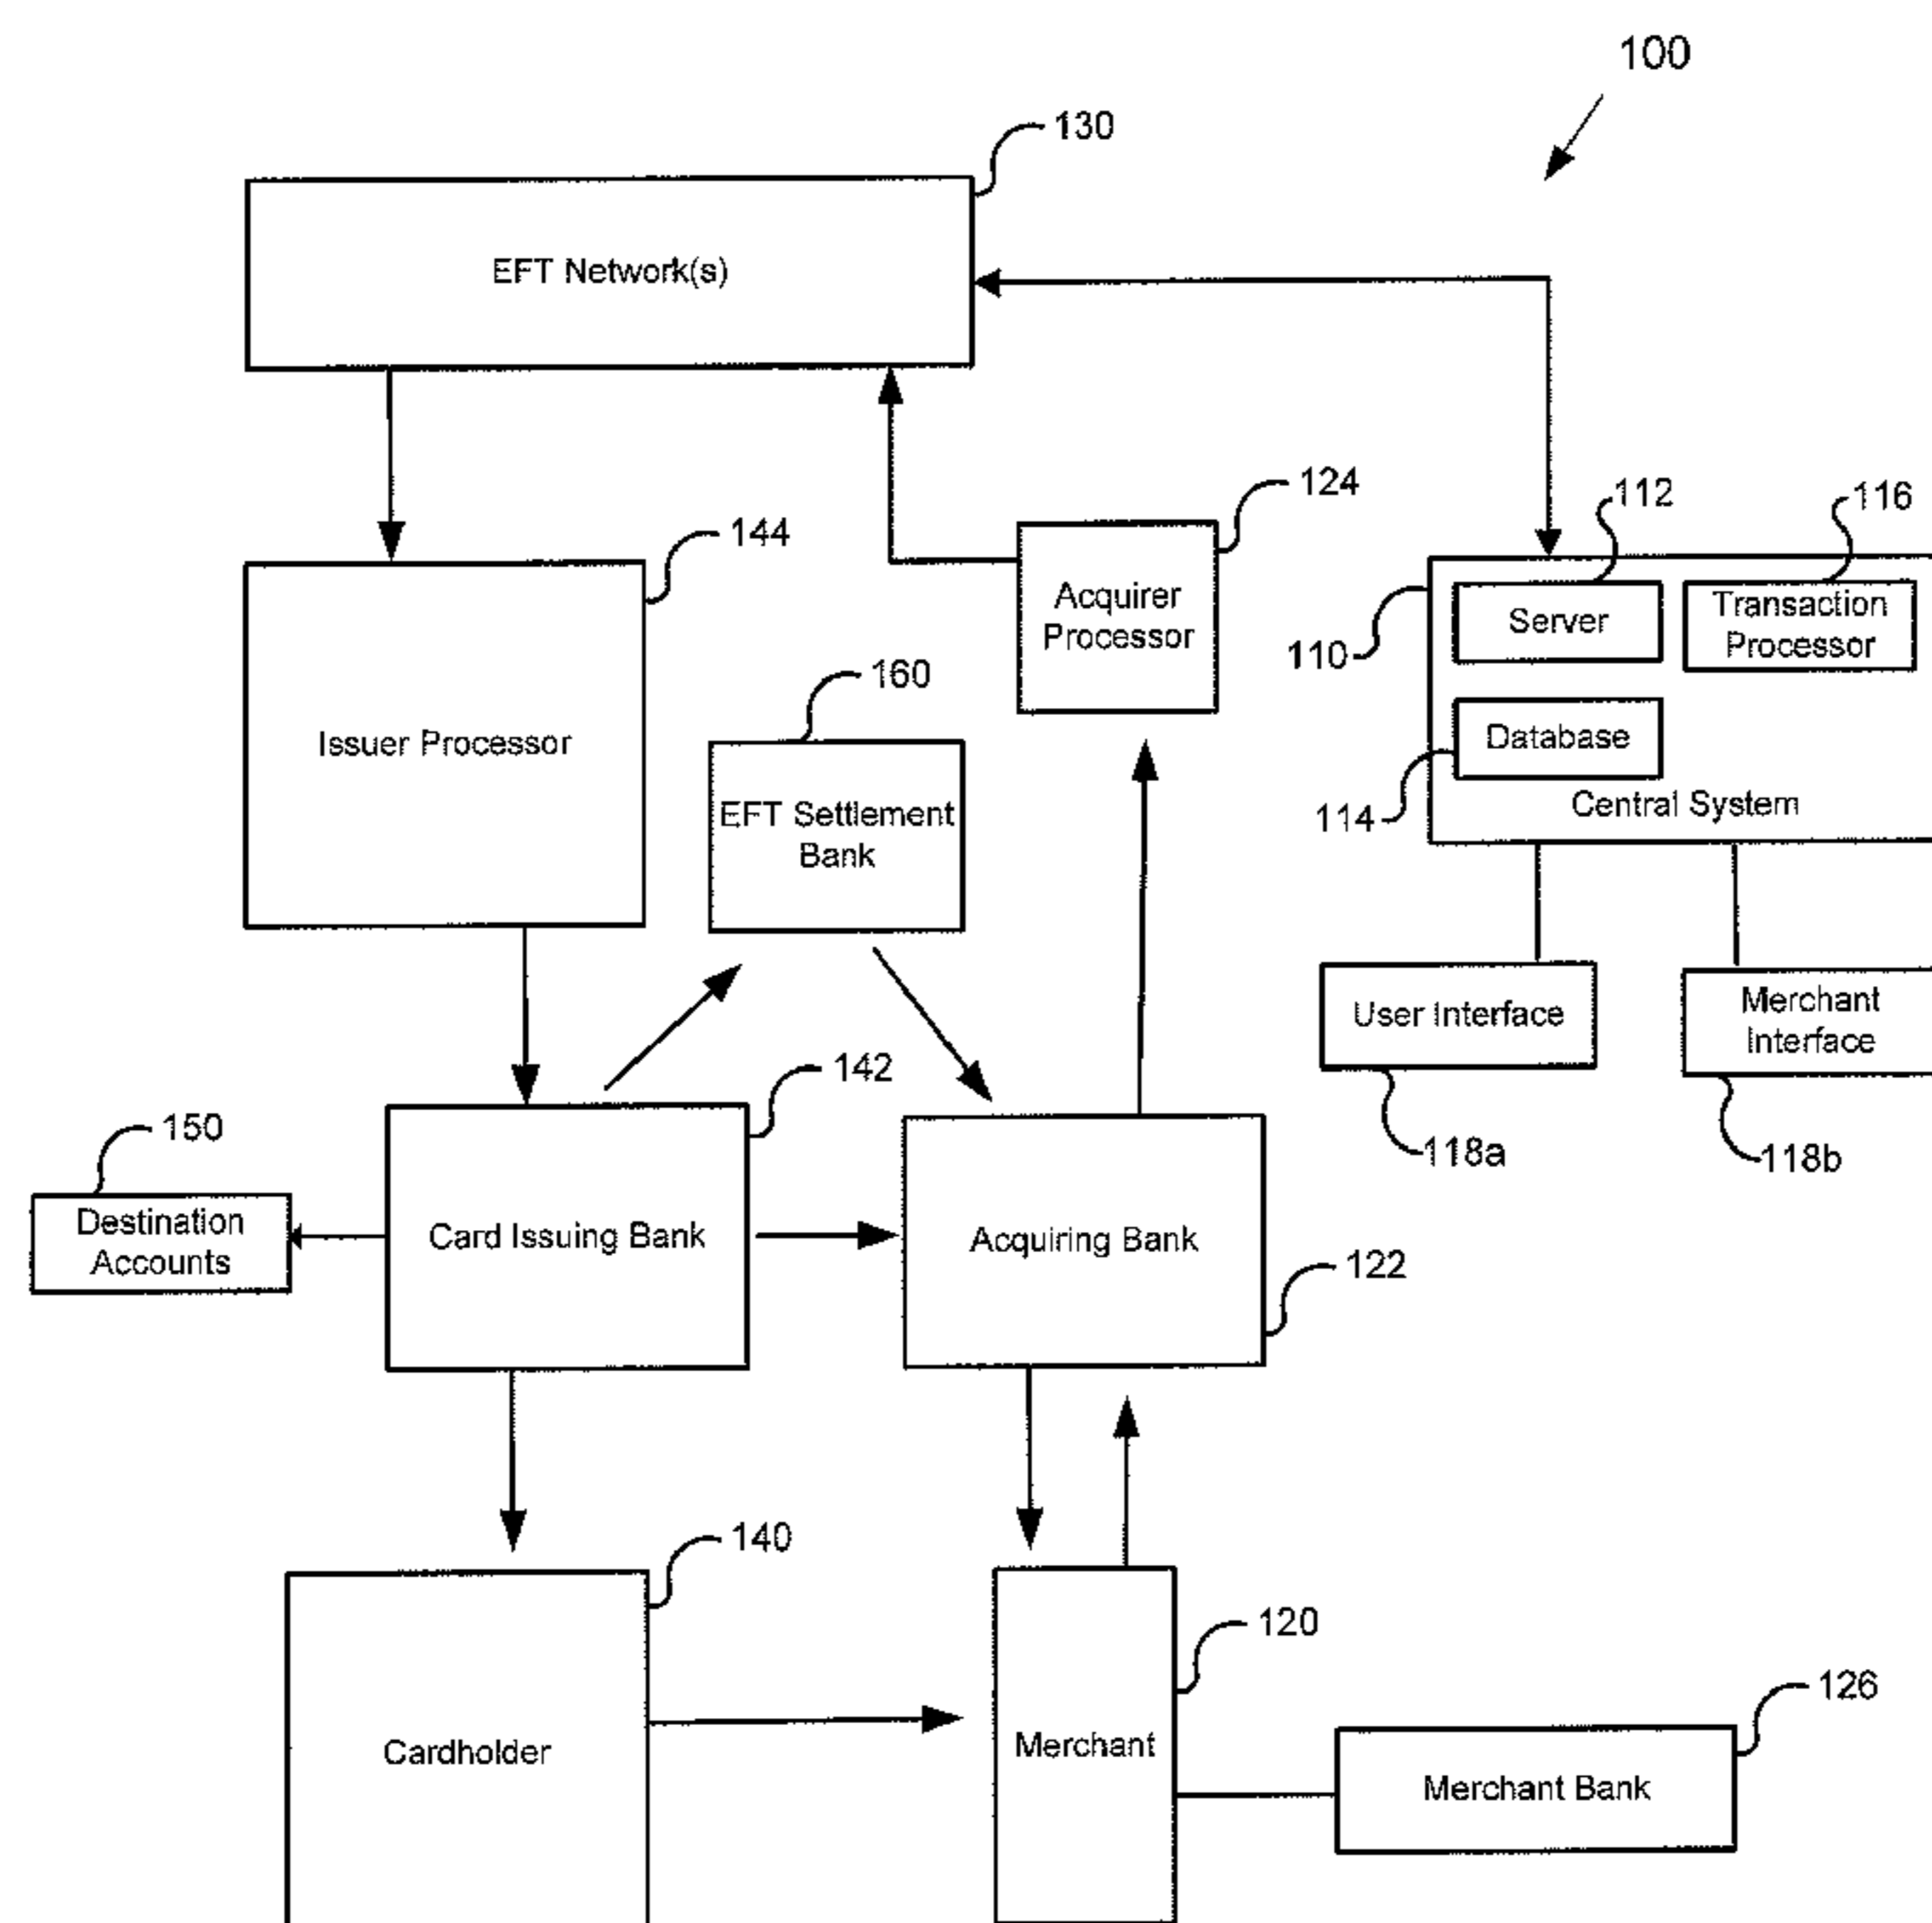 100
130
EFT Network(s)
124
112
116
144
Acquirer
Processor
Server
Transaction
Processor
110
160
Issuer Processor
Database
EFT Settlement
Bank
114
Central System
User Interface
Merchant
Interface
142
150
118a
118b
Destination
Accounts
Card Issuing Bank
Acquiring Bank
122
140
120
126
Cardholder
Merchant
Merchant Bank